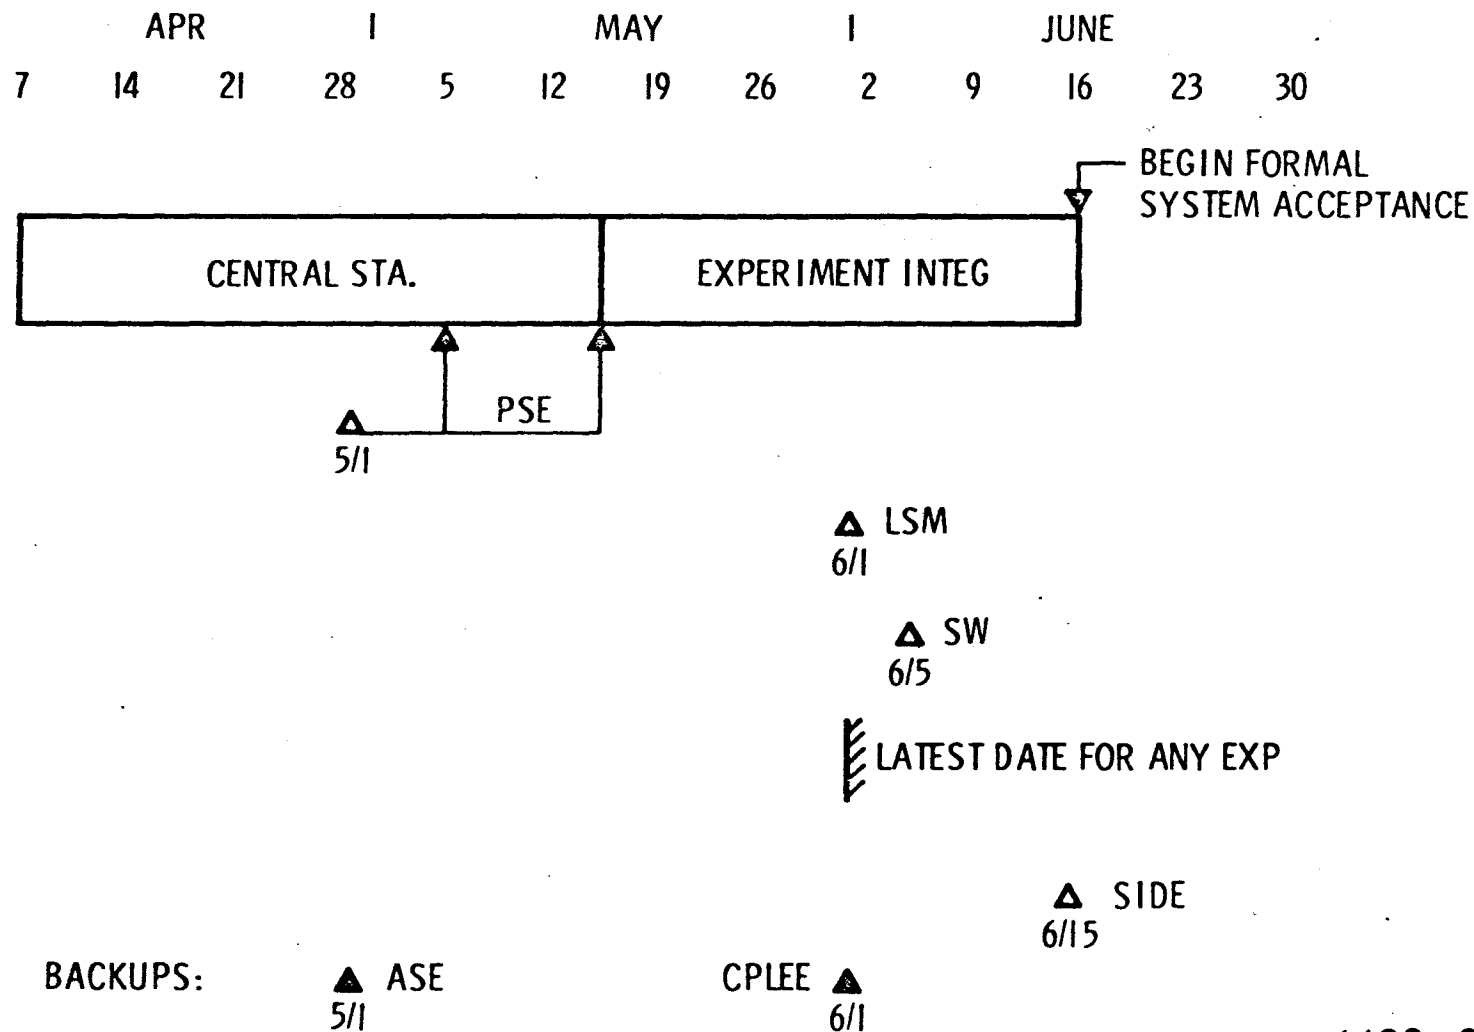 APR | MAY | JUNE
7 14 21 28 5 12 19 26 2 9 16 23 30
BEGIN FORMAL
SYSTEM ACCEPTANCE
CENTRAL STA.
EXPERIMENT INTEG
PSE
5/1
LSM
6/1
SW
6/5
LATEST DATE FOR ANY EXP
SIDE
6/15
BACKUPS: ASE CPLEE
5/1 6/1